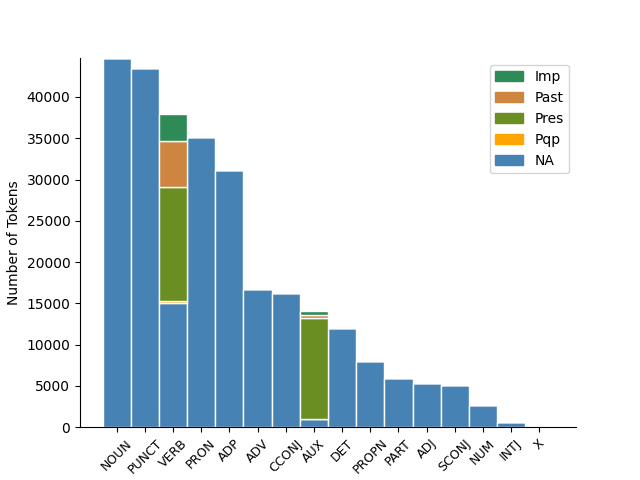 Imp
Past
Pres
Pqp
NA
Number of Tokens
40000
35000
30000
25000
20000
15000
10000
5000
0
NOUN
PUNCT
VERB
PRON
ADP
ADV
CCONJ
AUX
DET
PROPN
PART
ADJ
SCONJ
NUM
INTJ
X